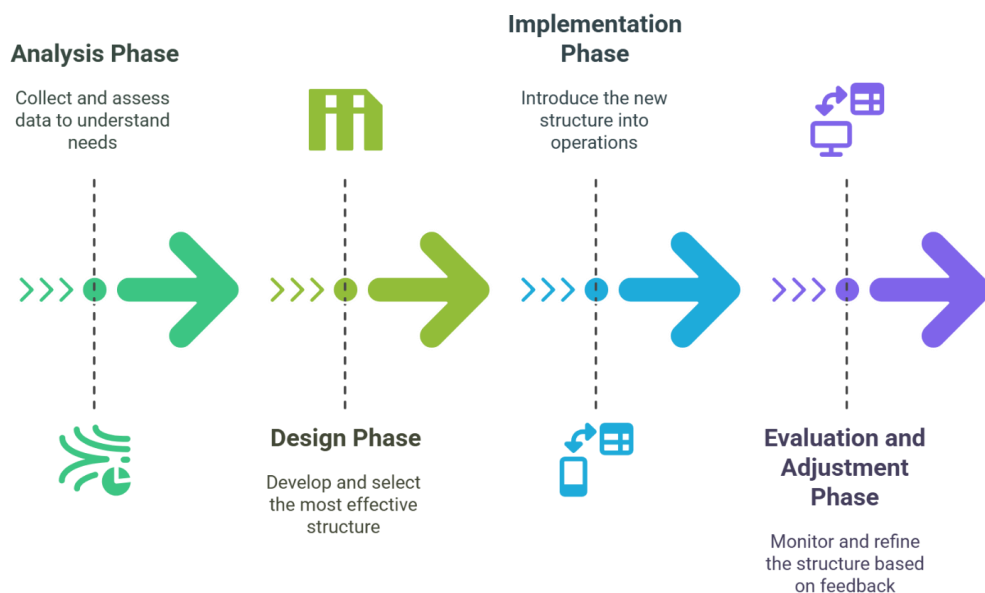 Analysis Phase
Collect and assess
data to understand
needs
Design Phase
Develop and select
the most effective
structure
Implementation
Phase
Introduce the new
structure into
operations
Evaluation and
Adjustment
Phase
Monitor and refine
the structure based
on feedback